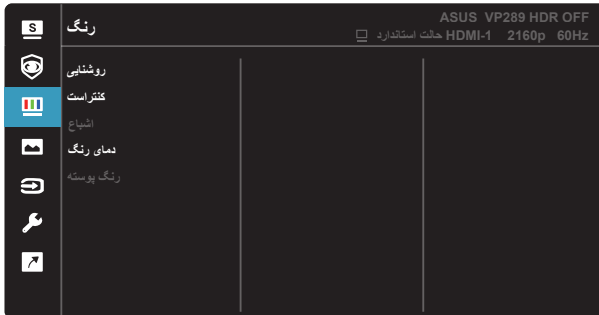 S
رنگ
ASUS VP289 HDR OFF
حالت استاندارد HDMI-1 2160p 60Hz
روشنایی
کنتراست
اشباع
دمای رنگ
رنگ پوسته